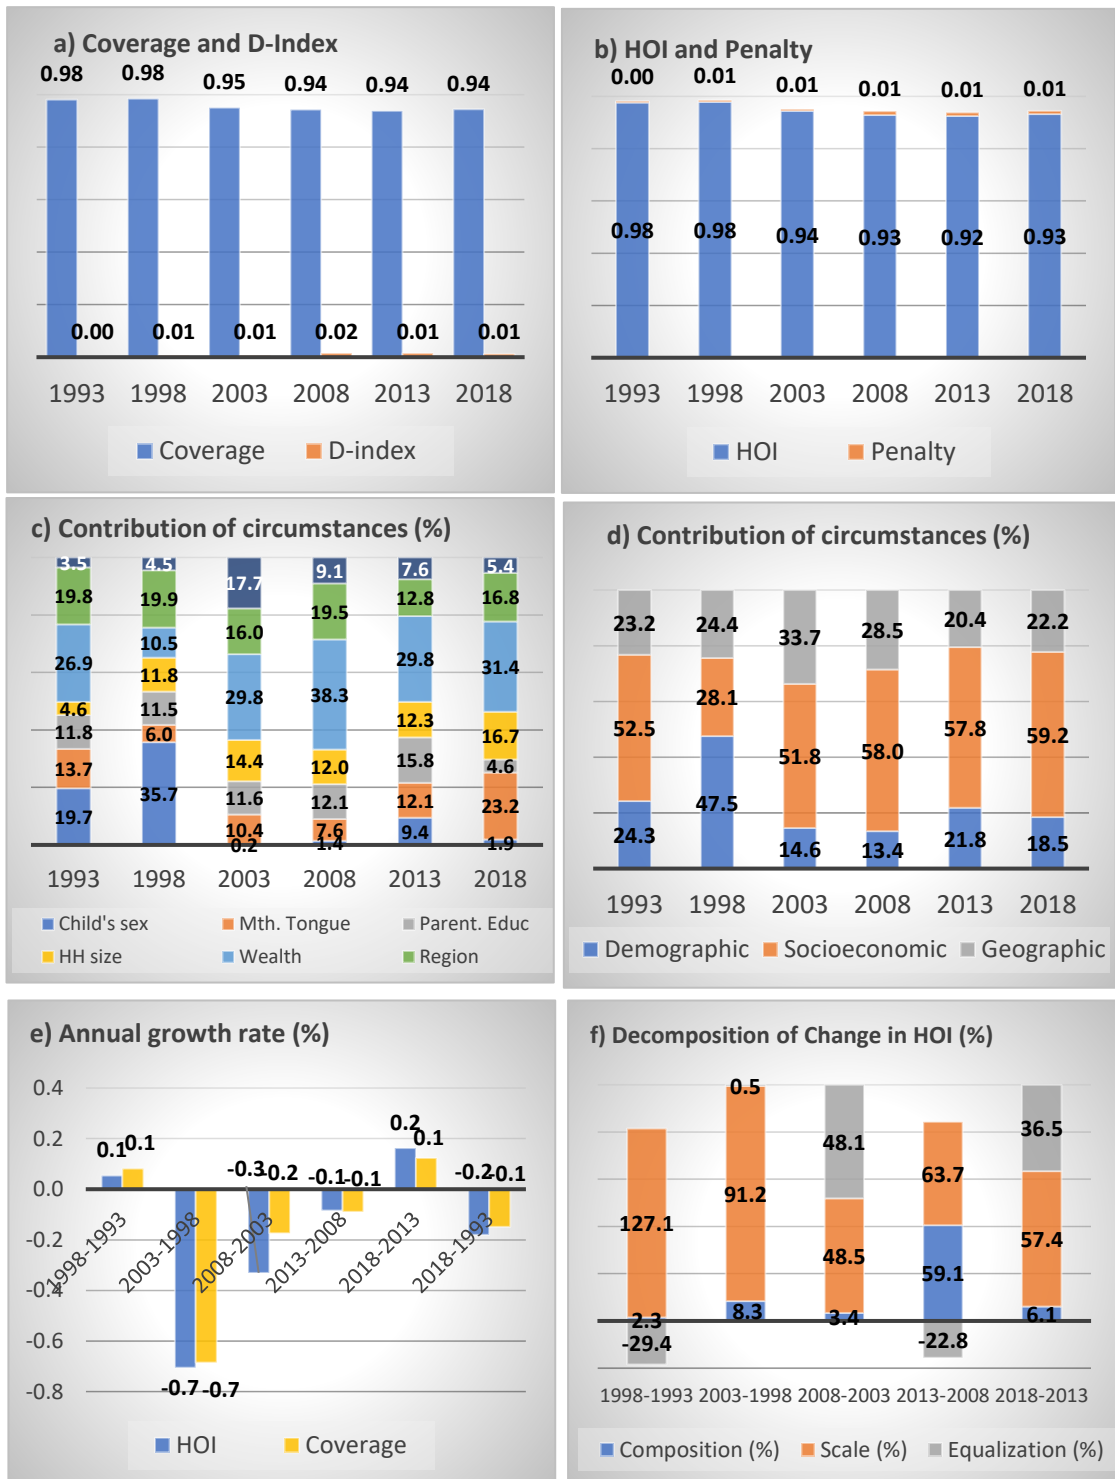 a) Coverage and D-Index
0.98 0.98 0.95 0.94 0.94 0.94
0.00 0.01 0.01 0.02 0.01 0.01
1993 1998 2003 2008 2013 2018
Coverage D-index
b) HOI and Penalty
0.00 0.01 0.01 0.01 0.01 0.01
0.98 0.98 0.94 0.93 0.92 0.93
1993 1998 2003 2008 2013 2018
HOI Penalty
c) Contribution of circumstances (%)
3.5 4.5 17.7 9.1 7.6 5.4
19.8 19.9 16.0 19.5 12.8 16.8
26.9 10.5 29.8 38.3 29.8 31.4
4.6 11.8 14.4 12.0 12.3 16.7
11.8 11.5 11.6 12.1 15.8 4.6
13.7 6.0 10.4 7.6 12.1 23.2
19.7 35.7 0.2 1.4 9.4 1.9
1993 1998 2003 2008 2013 2018
Child's sex Mth. Tongue Parent. Educ
HH size Wealth Region
d) Contribution of circumstances (%)
23.2 24.4 33.7 28.5 20.4 22.2
52.5 28.1 51.8 58.0 57.8 59.2
24.3 47.5 14.6 13.4 21.8 18.5
1993 1998 2003 2008 2013 2018
Demographic Socioeconomic Geographic
e) Annual growth rate (%)
0.4
0.2
0.0
-0.2
-0.4
-0.6
-0.8
0.1 0.1 -0.7 -0.7 -0.3 -0.2 -0.1 -0.1 0.2 0.1 -0.2 -0.1
1998-1993 2003-1998 2008-2003 2013-2008 2018-2013 2018-1993
HOI Coverage
f) Decomposition of Change in HOI (%)
0.5 48.1 36.5
127.1 91.2 48.5 63.7 57.4
2.3 8.3 3.4 59.1 6.1
-29.4 -22.8
1998-1993 2003-1998 2008-2003 2013-2008 2018-2013
Composition (%) Scale (%) Equalization (%)